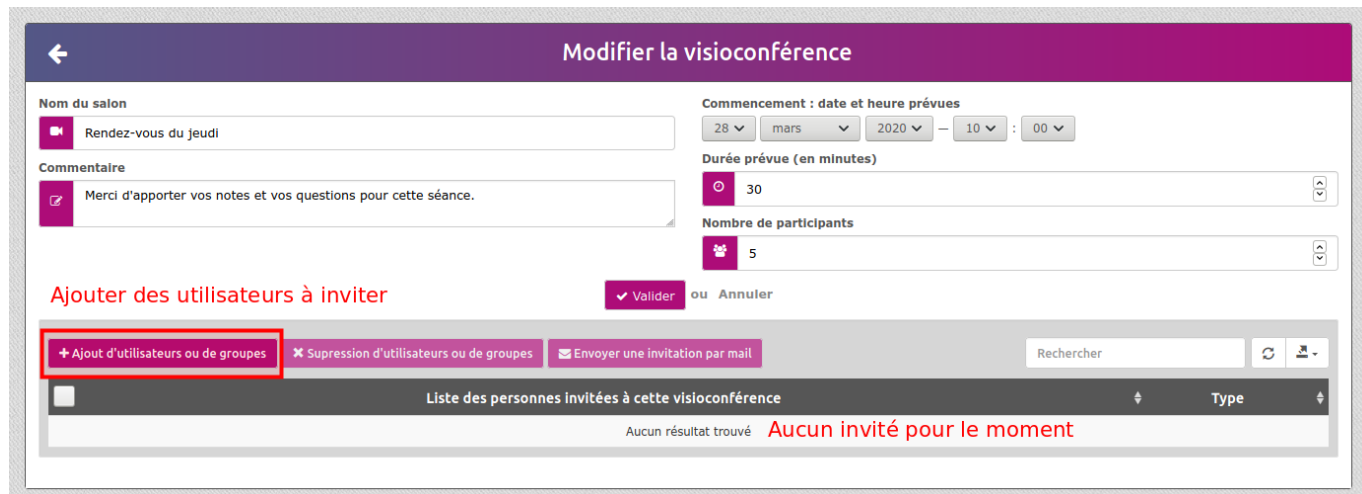 Modifier la visioconférence
Nom du salon
Rendez-vous du jeudi
Commentaire
Merci d'apporter vos notes et vos questions pour cette séance.
Commencement : date et heure prévues
28 mars 2020 – 10 : 00
Durée prévue (en minutes)
30
Nombre de participants
5
Ajouter des utilisateurs à inviter
Valider ou Annuler
Ajout d'utilisateurs ou de groupes Supression d'utilisateurs ou de groupes Envoyer une invitation par mail Rechercher
Liste des personnes invitées à cette visioconférence Type
Aucun résultat trouvé Aucun invité pour le moment